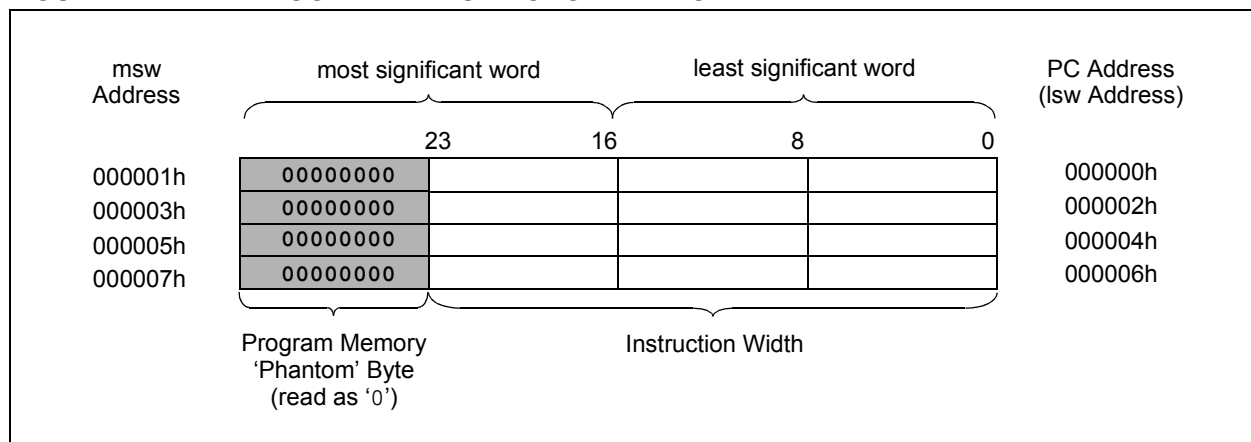 msw
Address
most significant word
least significant word
PC Address
(lsw Address)
23
16
8
0
000001h
00000000
000000h
000003h
00000000
000002h
000005h
00000000
000004h
000007h
00000000
000006h
Program Memory
‘Phantom’ Byte
(read as ‘0’)
Instruction Width